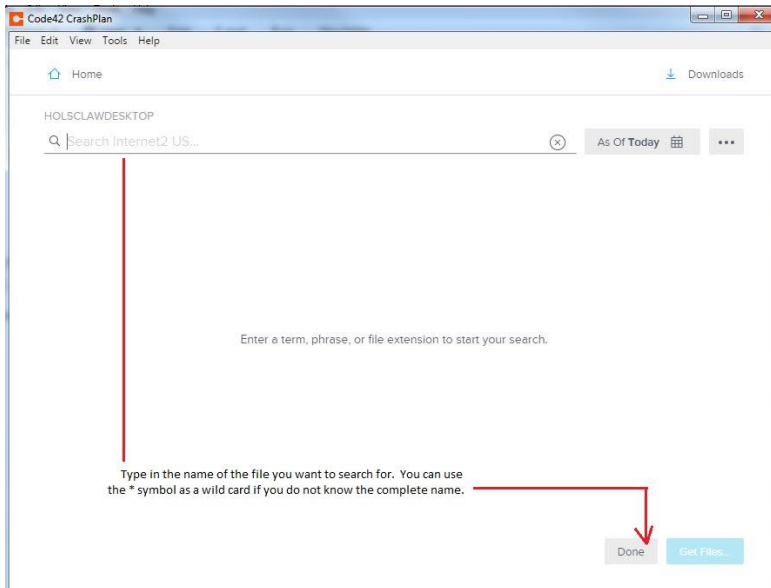 Code42 CrashPlan
File Edit View Tools Help
Home
Downloads
HOLSCLAWDESKTOP
Search Internet2 US...
As Of Today
Enter a term, phrase, or file extension to start your search.
Type in the name of the file you want to search for. You can use
the * symbol as a wild card if you do not know the complete name.
Done
Get Files...